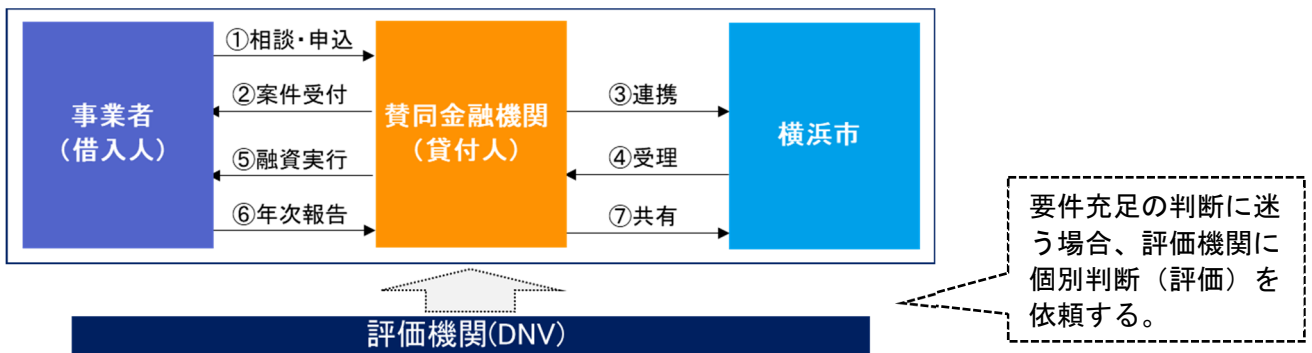 ①相談・申込
②案件受付
③連携
事業者
(借入人)
賛同金融機関
(貸付人)
横浜市
⑤融資実行
④受理
⑥年次報告
⑦共有
要件充足の判断に迷
う場合、評価機関に
個別判断（評価）を
依頼する。
評価機関(DNV)